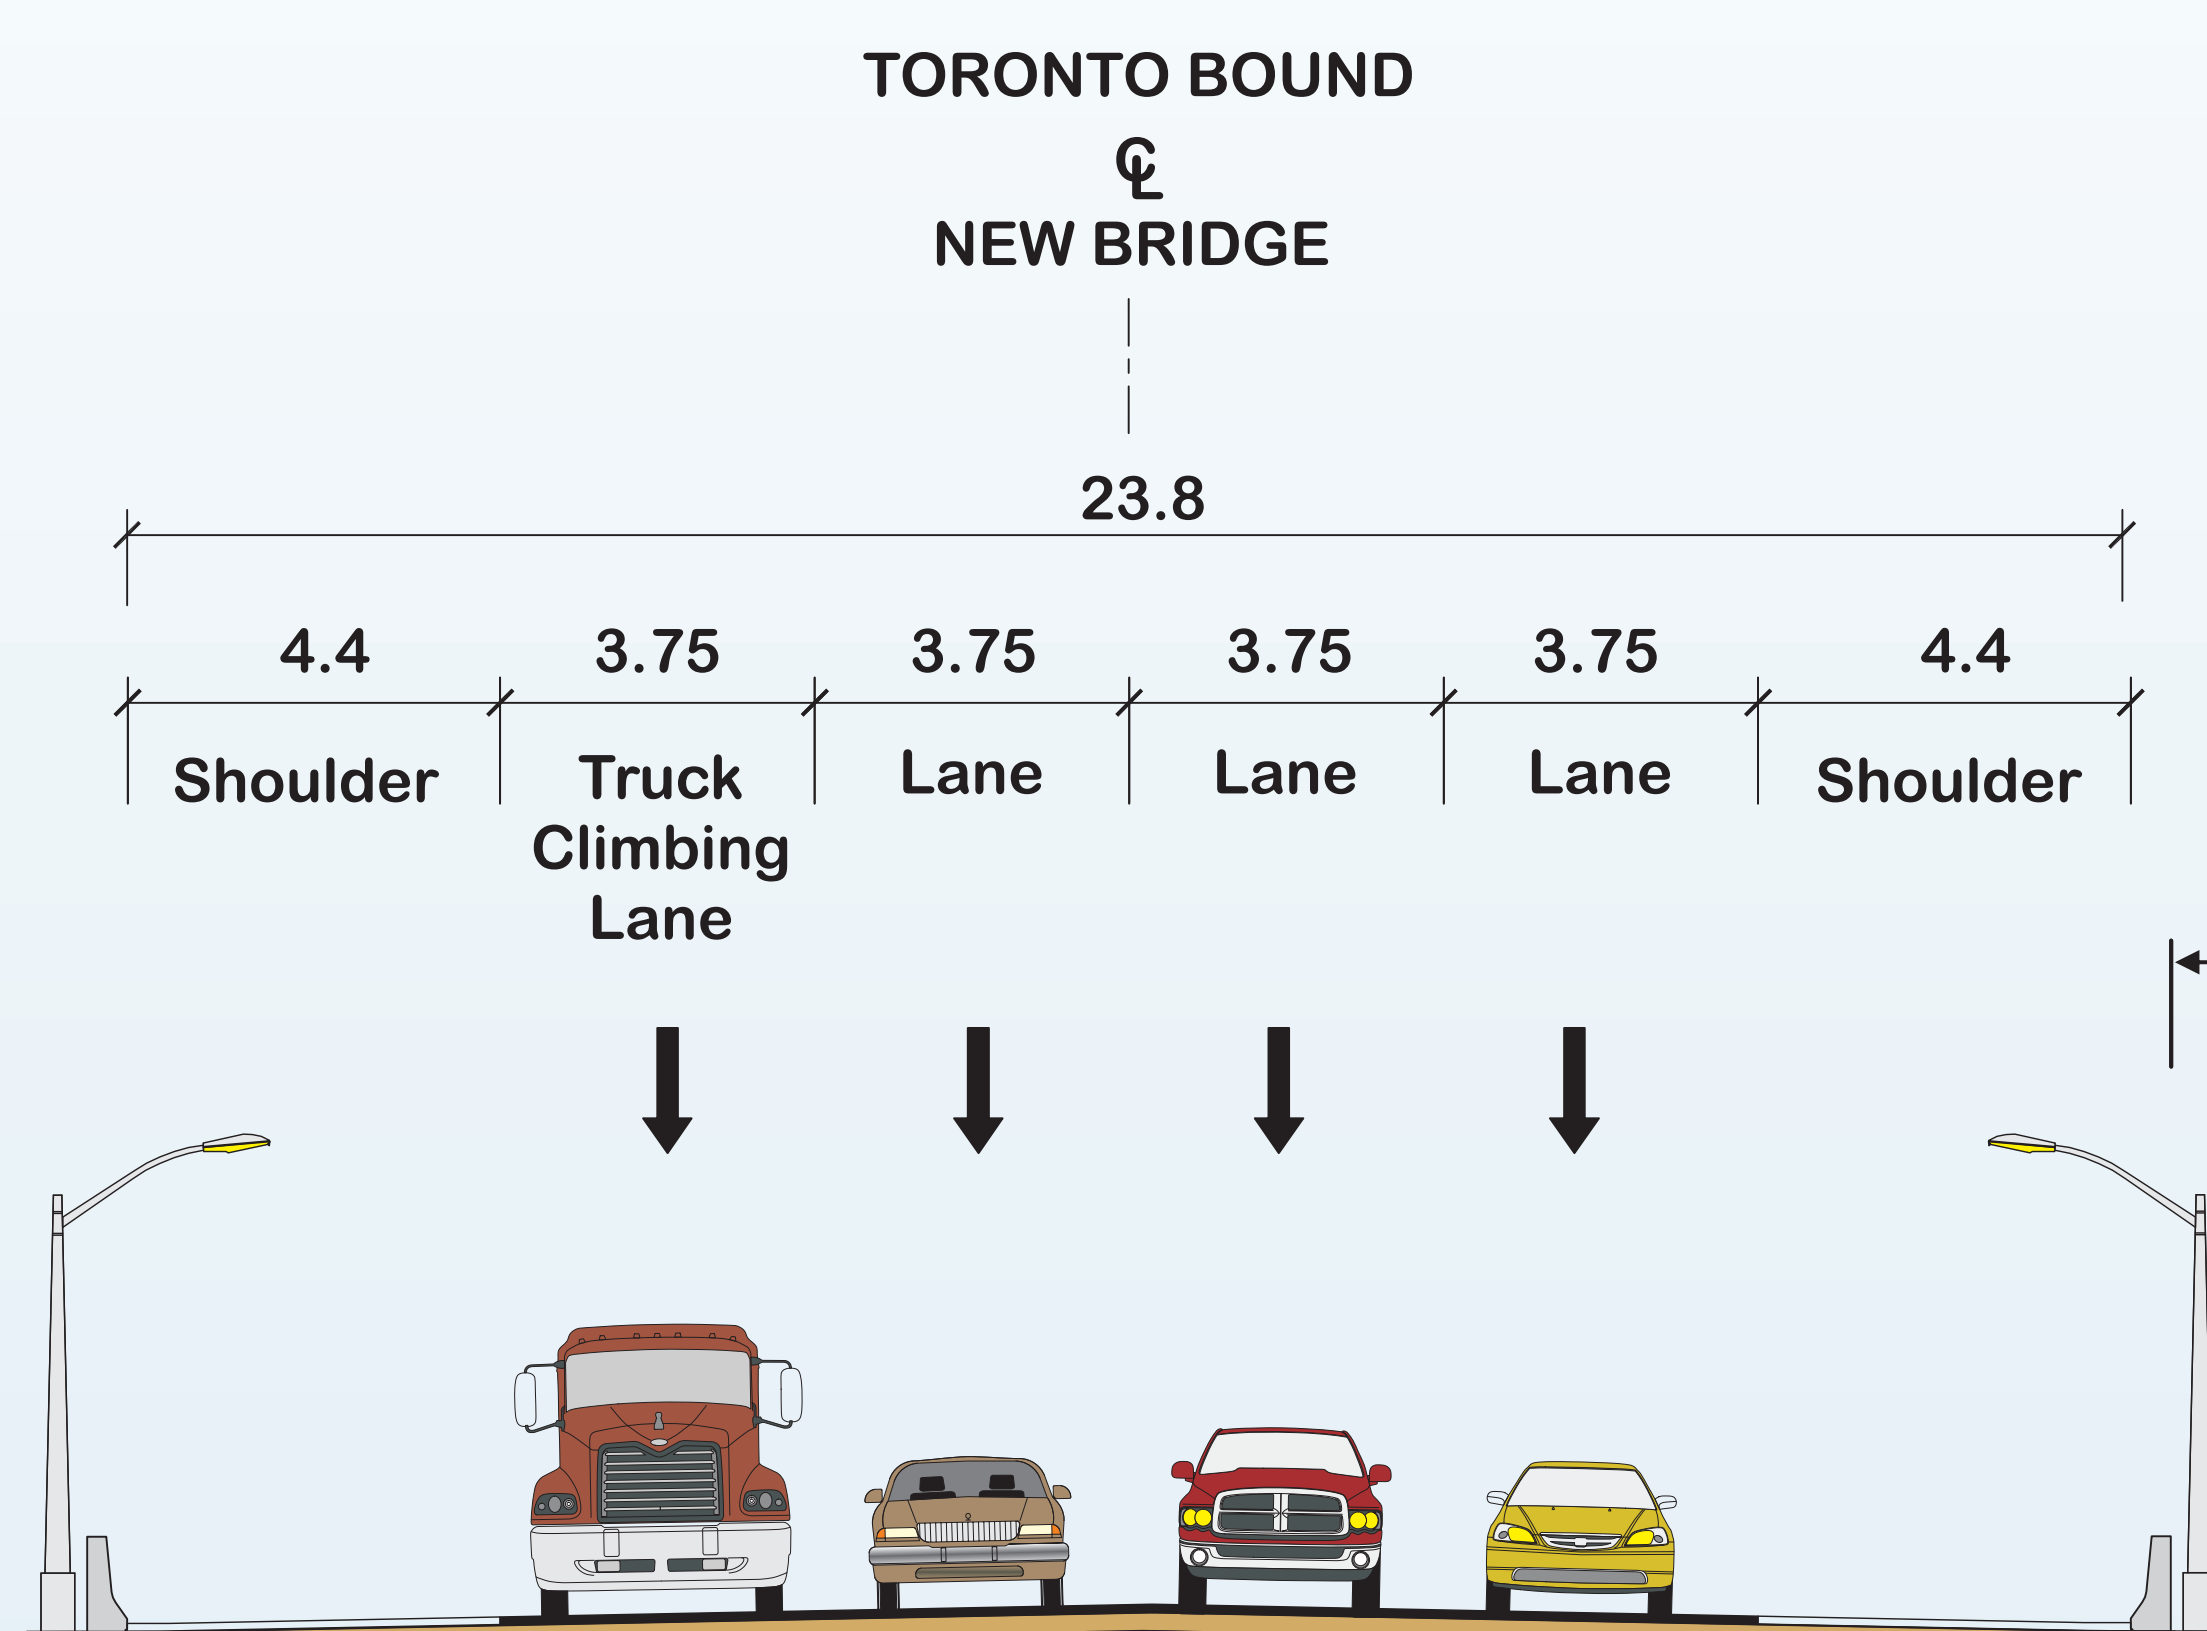 TORONTO BOUND
℄
NEW BRIDGE
23.8
4.4 3.75 3.75 3.75 3.75 4.4
Shoulder Truck Lane Lane Lane Shoulder
Climbing
Lane